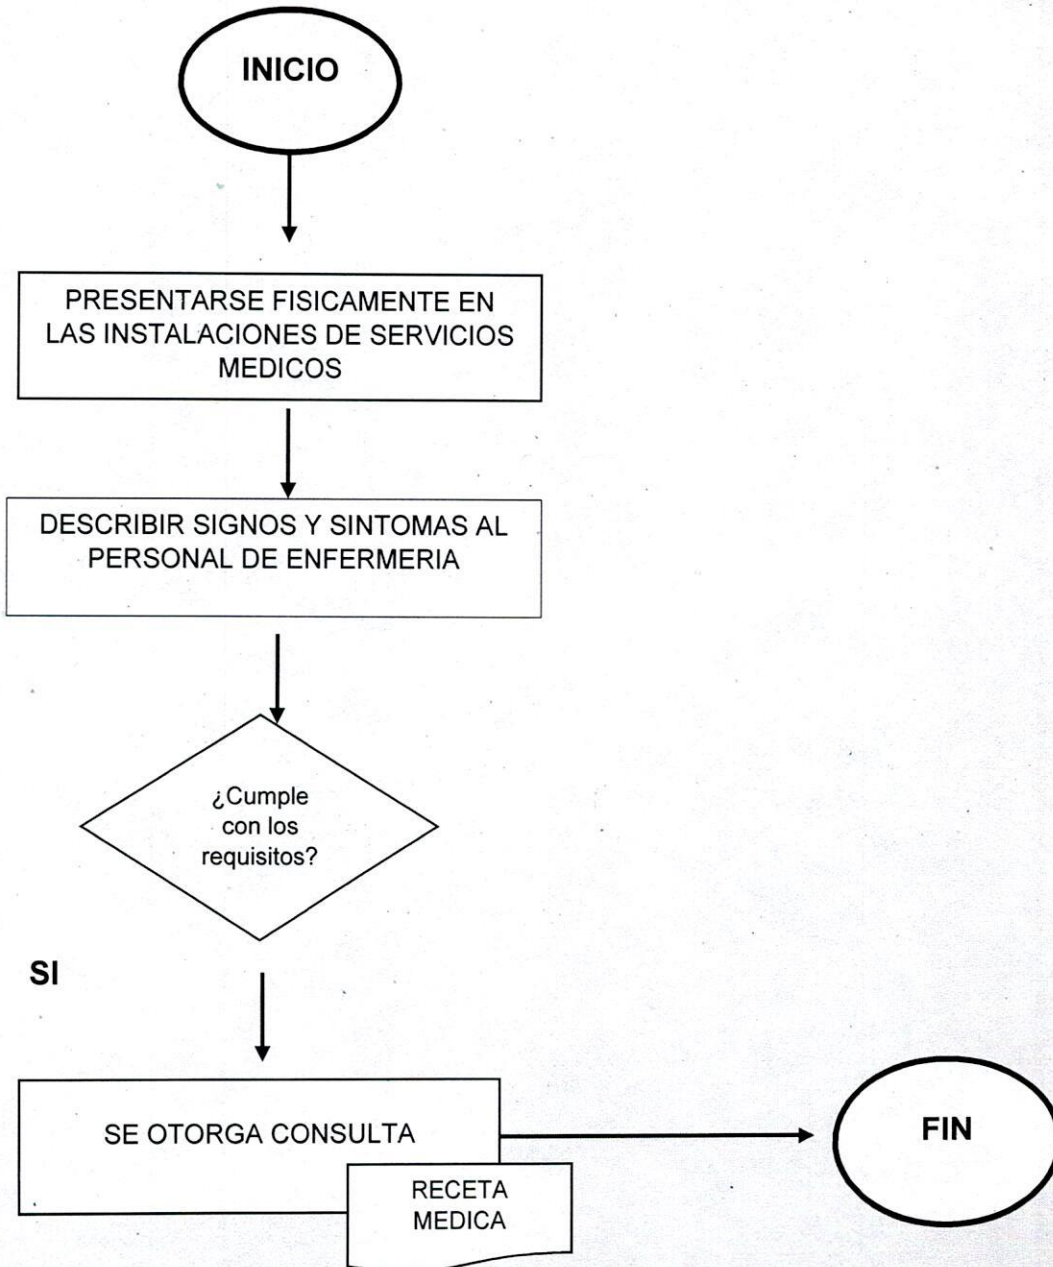 INICIO
PRESENTARSE FISICAMENTE EN
LAS INSTALACIONES DE SERVICIOS
MEDICOS
DESCRIBIR SIGNOS Y SINTOMAS AL
PERSONAL DE ENFERMERIA
¿Cumple
con los
requisitos?
SI
SE OTORGA CONSULTA
RECETA
MEDICA
FIN